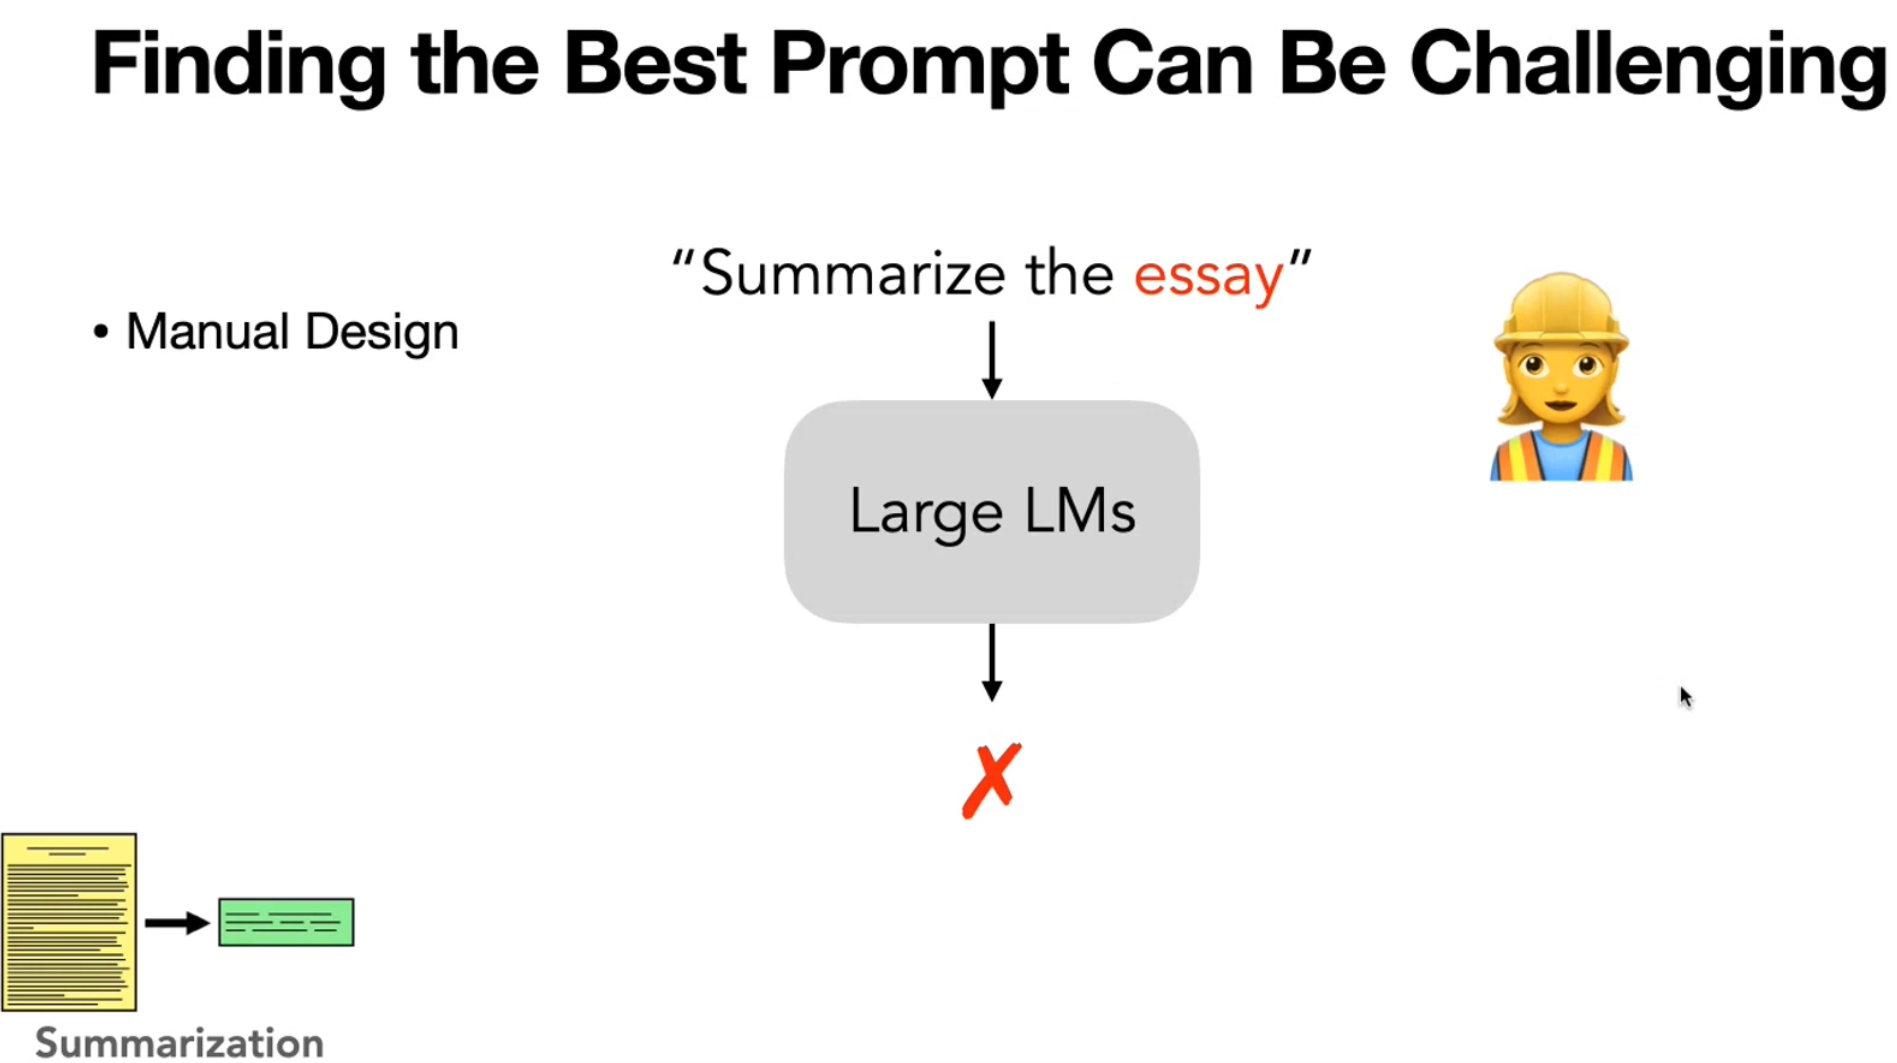 Finding the Best Prompt Can Be Challenging
“Summarize the essay”
• Manual Design
Large LMs
✗
Summarization